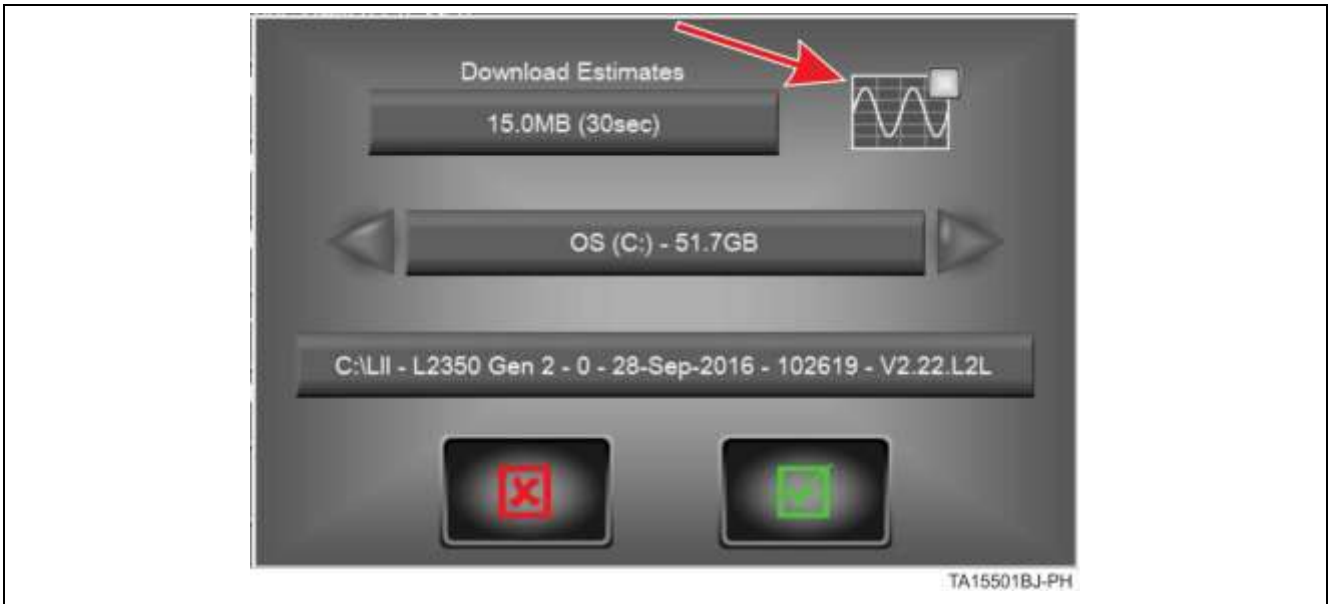 Download Estimates
15.0MB (30sec)
OS (C:) - 51.7GB
C:\LII - L2350 Gen 2 - 0 - 28-Sep-2016 - 102619 - V2.22.L2L
TA15501BJ-PH